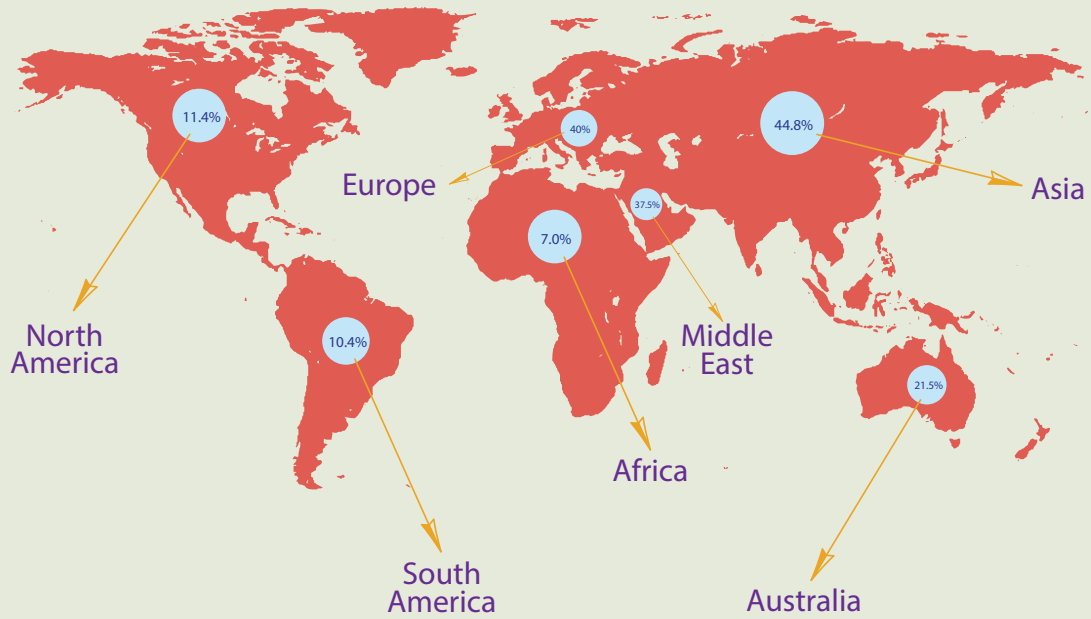 11.4%
40%
44.8%
Europe
Asia
37.5%
7.0%
North
America
Middle
East
10.4%
21.5%
Africa
South
America
Australia